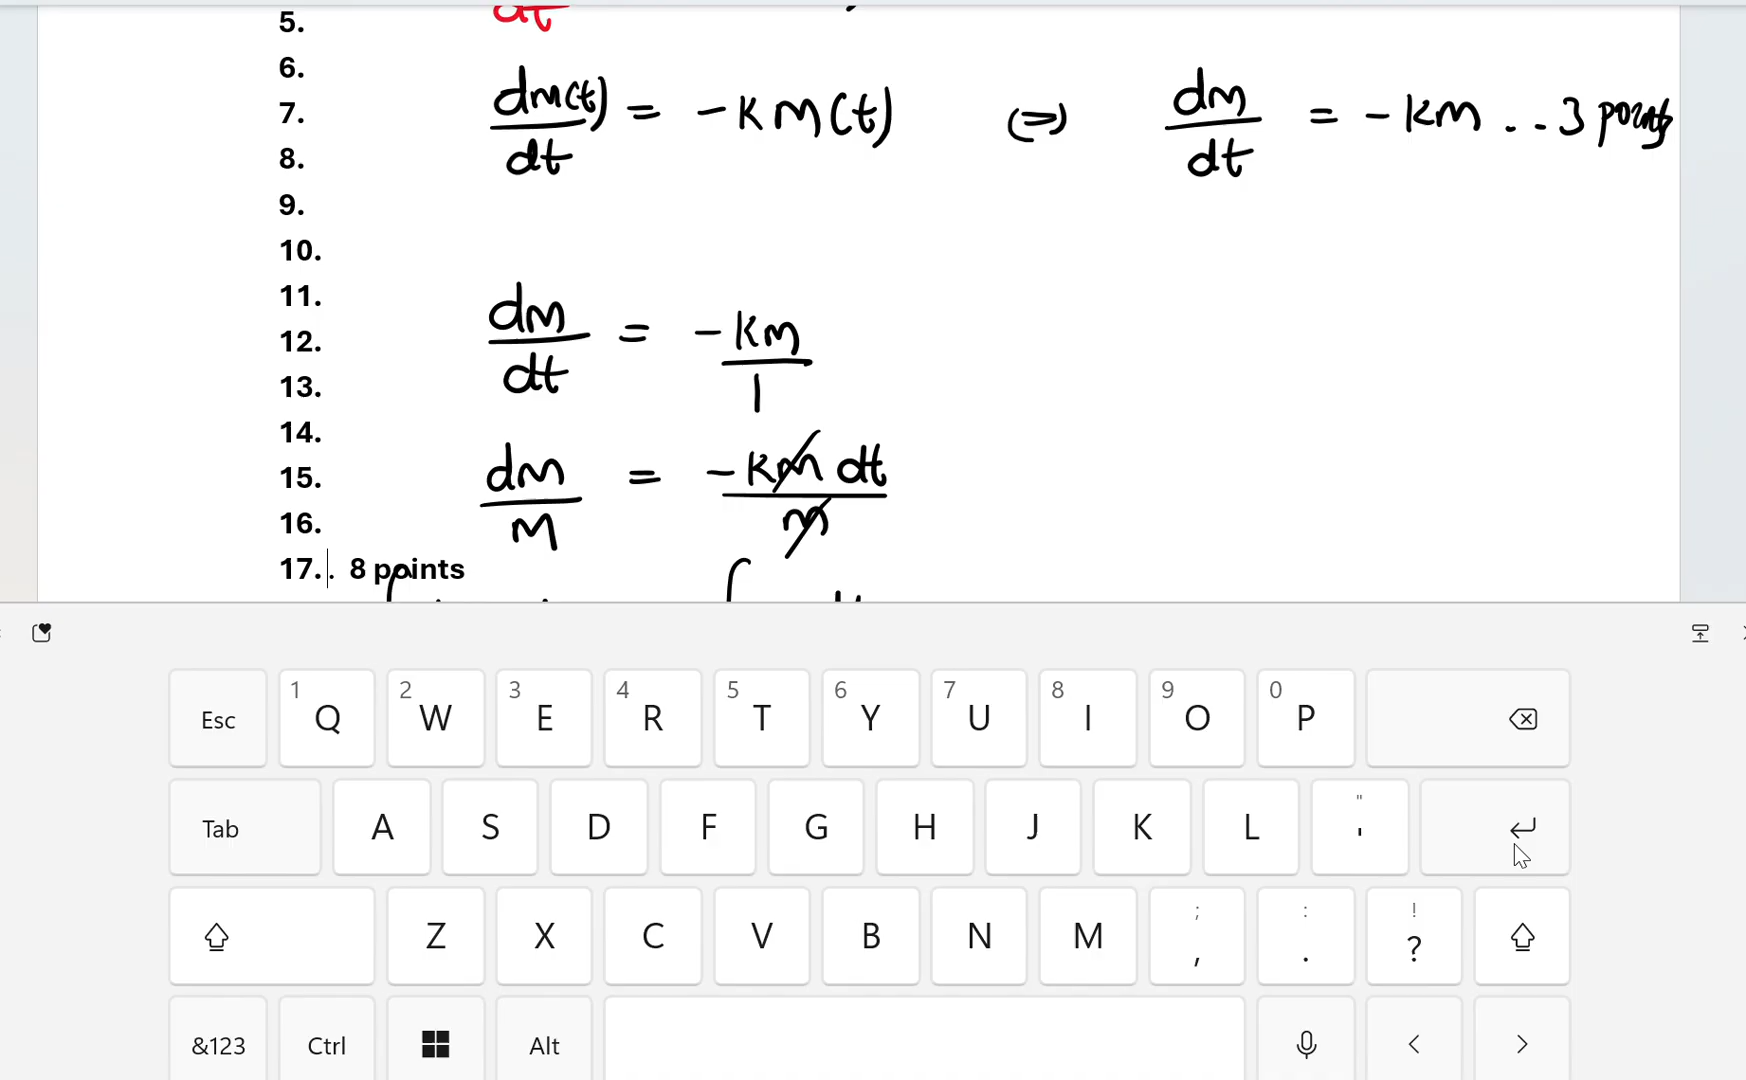 5. dt
6.
7. dm(t)/dt = -km(t) (=) dm/dt = -km .. 3 points
8.
9.
10.
11.
12. dm/dt = -km/1
13.
14.
15. dm/m = -km dt/m
16.
17. . 8 points
∫ ∫ dt
Esc 1 Q 2 W 3 E 4 R 5 T 6 Y 7 U 8 I 9 O 0 P
Tab A S D F G H J K L " '
Z X C V B N M ; , : . ! ?
&123 Ctrl Alt < >